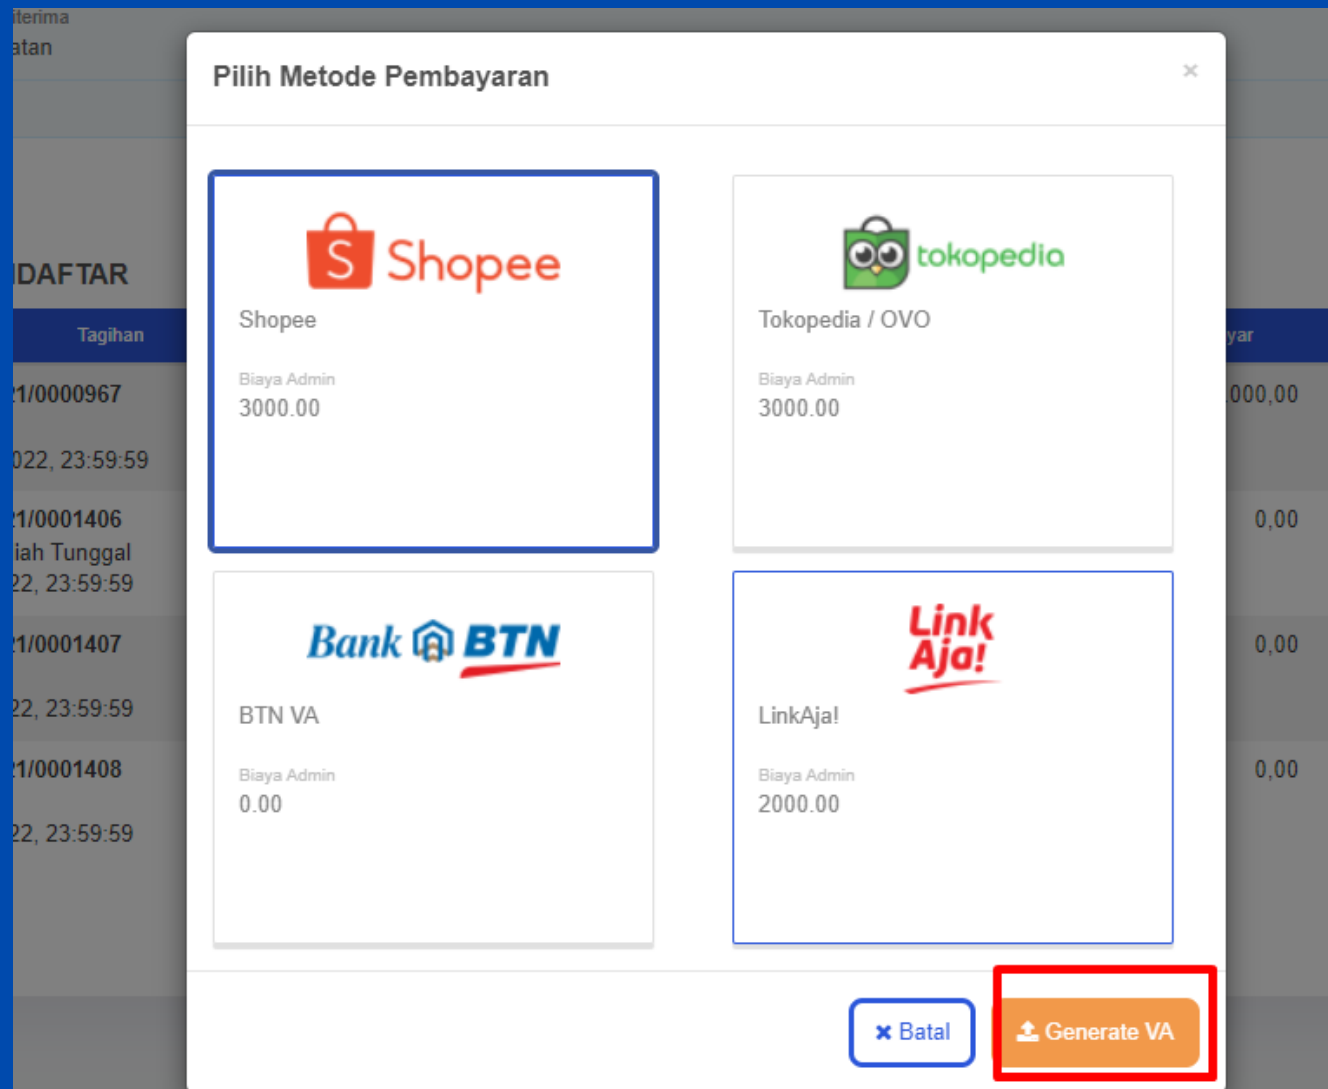 Pilih Metode Pembayaran
×
Shopee
Shopee
Biaya Admin
3000.00
tokopedia
Tokopedia / OVO
Biaya Admin
3000.00
Bank BTN
BTN VA
Biaya Admin
0.00
Link
Aja!
LinkAja!
Biaya Admin
2000.00
Batal
Generate VA
Tagihan
1/0000967
022, 23:59:59
21/0001406
iah Tunggal
22, 23:59:59
1/0001407
22, 23:59:59
1/0001408
22, 23:59:59
DAFTAR
iterima
atan
yar
.000,00
0,00
0,00
0,00